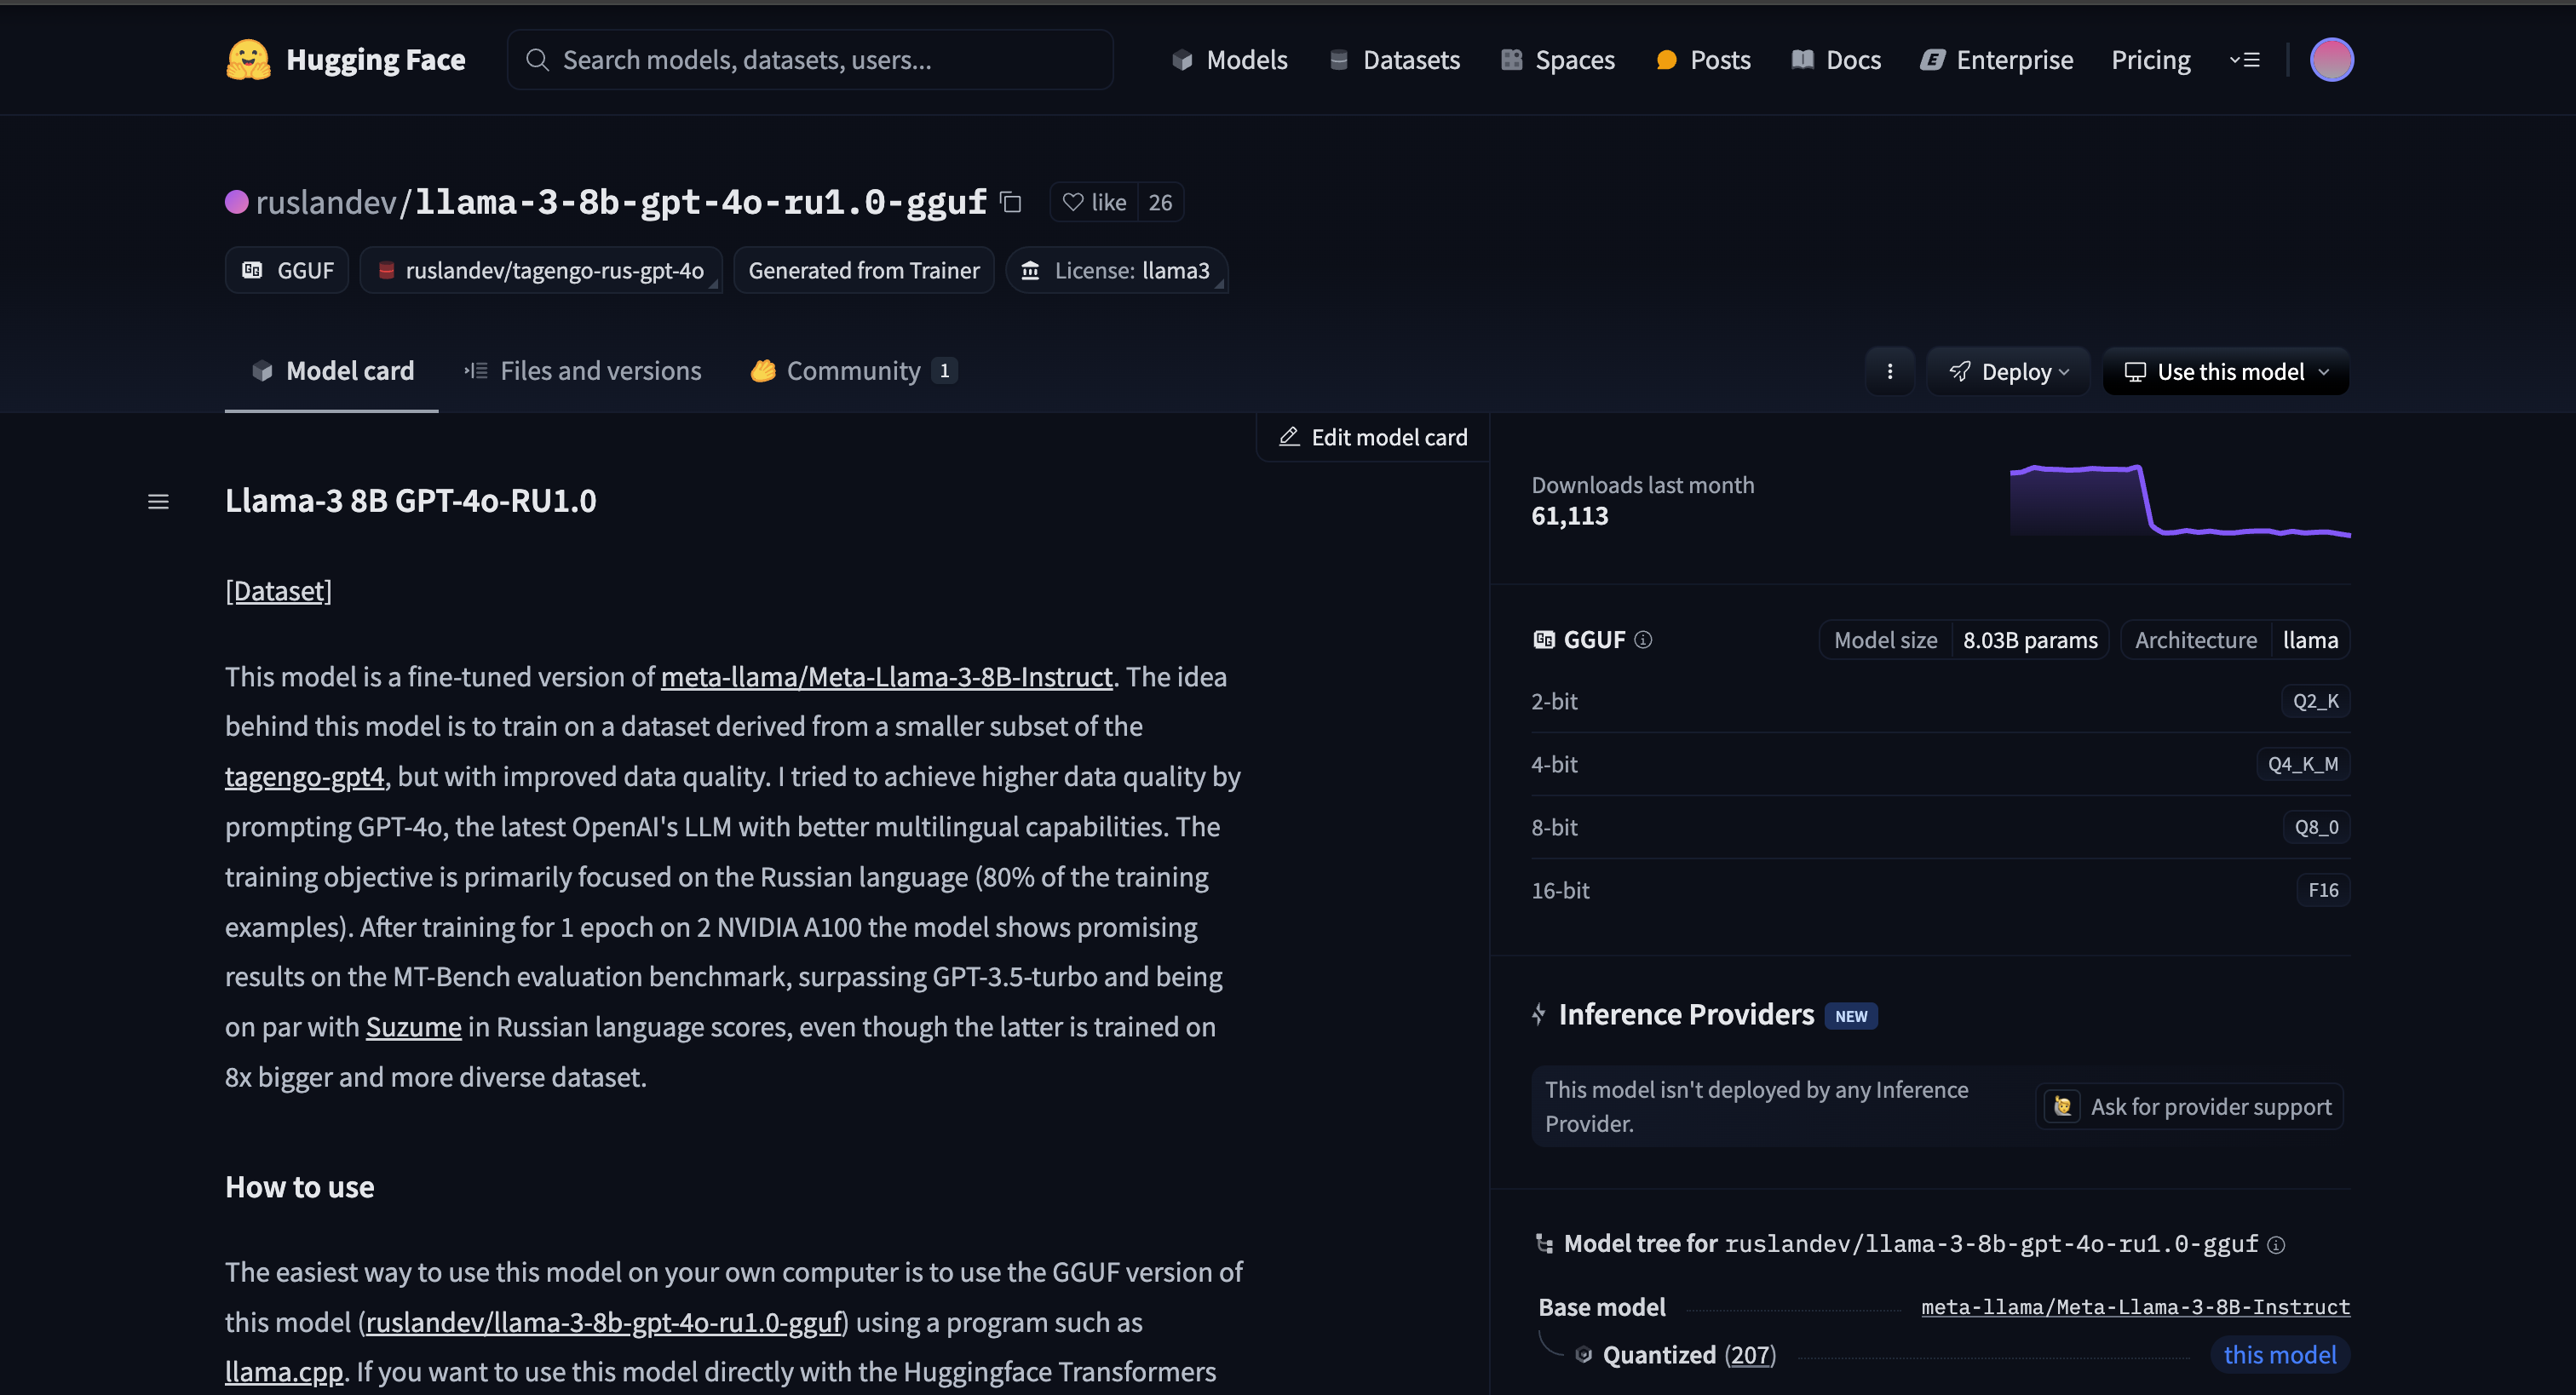 Hugging Face
Search models, datasets, users...
Models
Datasets
Spaces
Posts
Docs
Enterprise
Pricing
ruslandev/llama-3-8b-gpt-4o-ru1.0-gguf
like 26
GGUF
ruslandev/tagengo-rus-gpt-4o
Generated from Trainer
License: llama3
Model card
Files and versions
Community 1
Deploy
Use this model
Edit model card
Llama-3 8B GPT-4o-RU1.0
[Dataset]
This model is a fine-tuned version of meta-llama/Meta-Llama-3-8B-Instruct. The idea
behind this model is to train on a dataset derived from a smaller subset of the
tagengo-gpt4, but with improved data quality. I tried to achieve higher data quality by
prompting GPT-4o, the latest OpenAI's LLM with better multilingual capabilities. The
training objective is primarily focused on the Russian language (80% of the training
examples). After training for 1 epoch on 2 NVIDIA A100 the model shows promising
results on the MT-Bench evaluation benchmark, surpassing GPT-3.5-turbo and being
on par with Suzume in Russian language scores, even though the latter is trained on
8x bigger and more diverse dataset.
How to use
The easiest way to use this model on your own computer is to use the GGUF version of
this model (ruslandev/llama-3-8b-gpt-4o-ru1.0-gguf) using a program such as
llama.cpp. If you want to use this model directly with the Huggingface Transformers
Downloads last month
61,113
GGUF
Model size 8.03B params
Architecture llama
2-bit
Q2_K
4-bit
Q4_K_M
8-bit
Q8_0
16-bit
F16
Inference Providers NEW
This model isn't deployed by any Inference
Provider.
Ask for provider support
Model tree for ruslandev/llama-3-8b-gpt-4o-ru1.0-gguf
Base model
meta-llama/Meta-Llama-3-8B-Instruct
Quantized (207)
this model